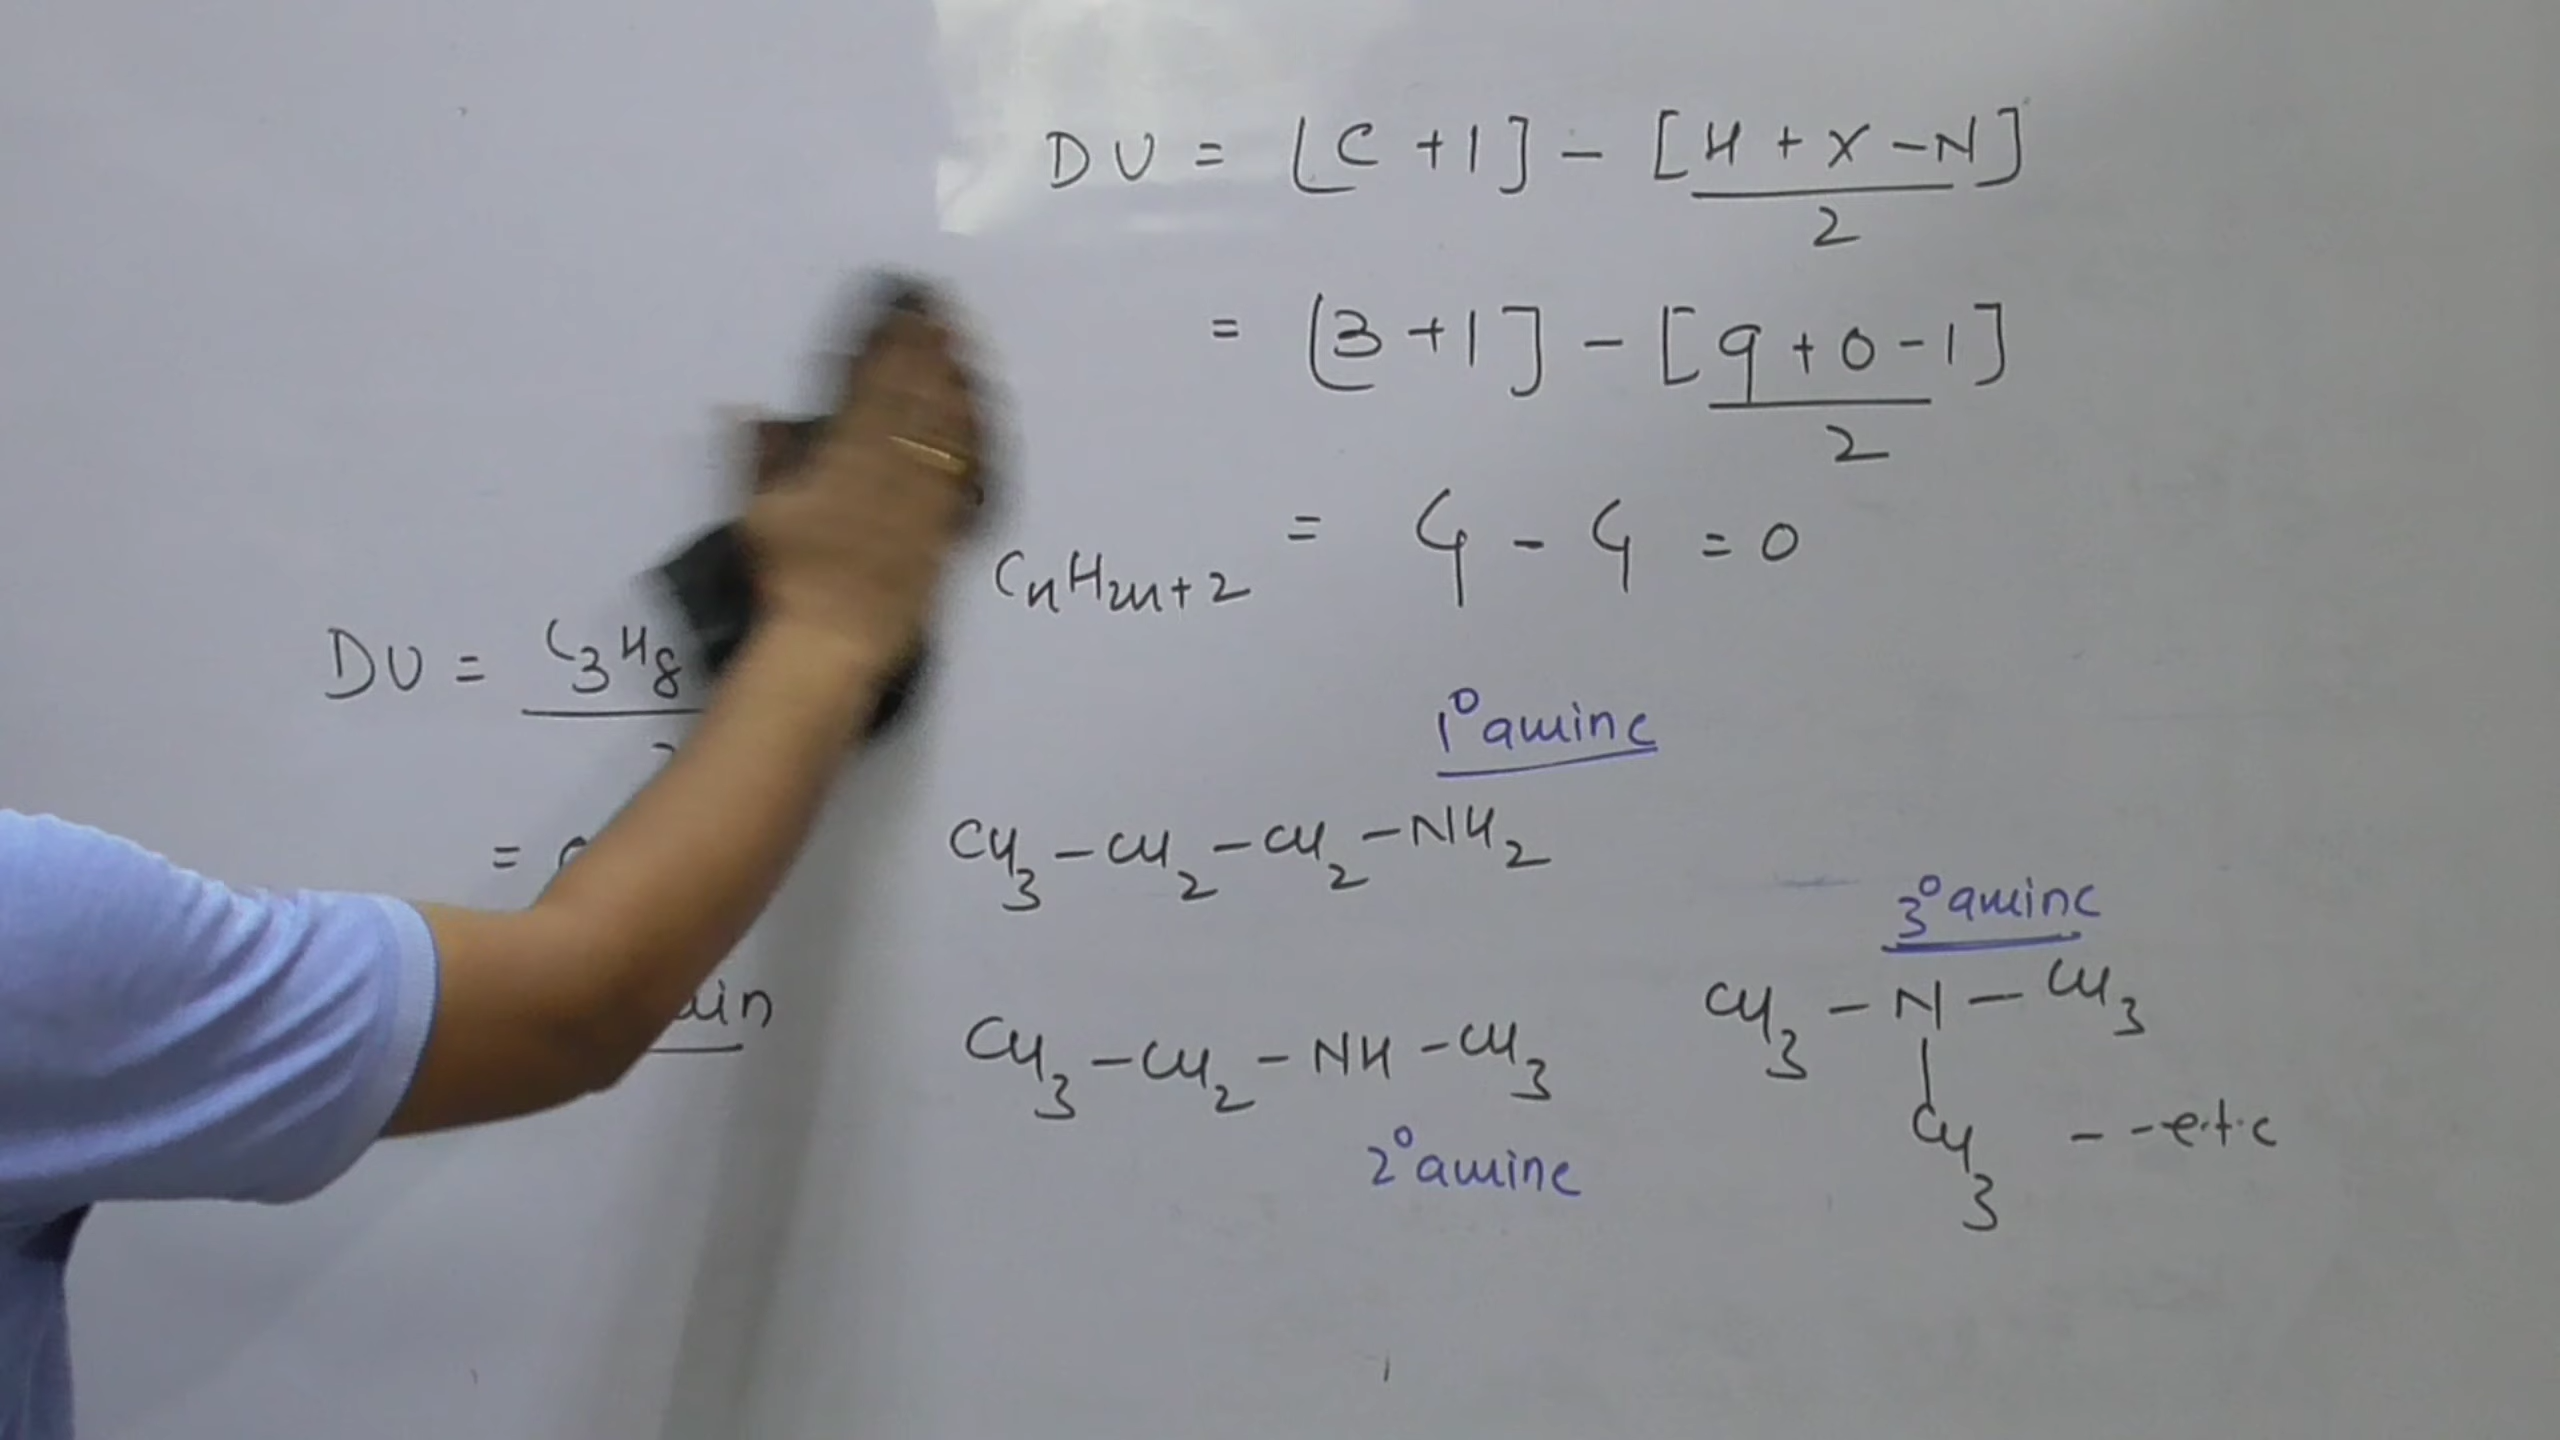 DU = [C + 1] - [H + X - N]
2
= [3 + 1] - [9 + 0 - 1]
2
CnH2n+2 = 4 - 4 = 0
DU = C3H8
=
1° amine
CH3 - CH2 - CH2 - NH2
3° amine
CH3 - N - CH3
CH3 - - e.t.c
CH3 - CH2 - NH - CH3
2° amine